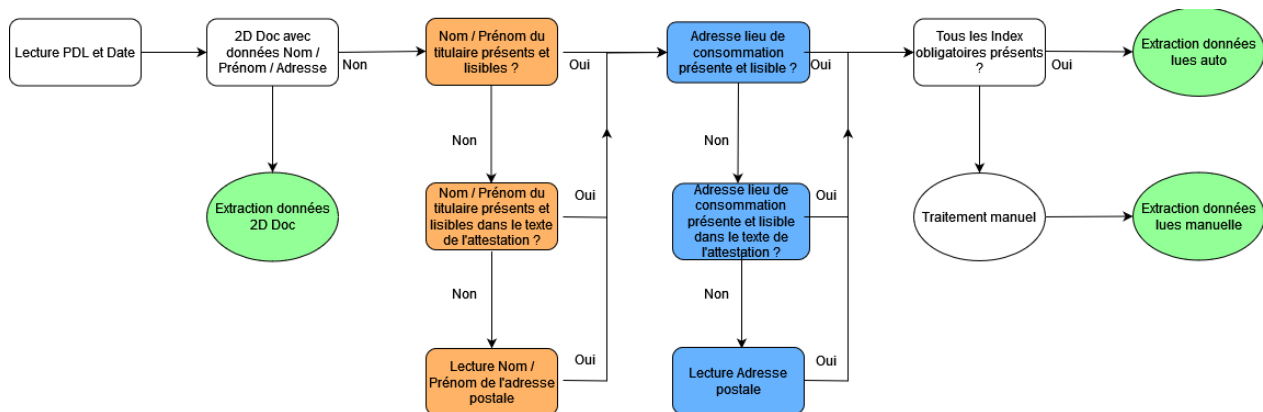 Lecture PDL et Date
2D Doc avec
données Nom /
Prénom / Adresse
Non
Nom / Prénom du
titulaire présents et
lisibles ?
Oui
Adresse lieu de
consommation
présente et lisible ?
Oui
Tous les Index
obligatoires présents
?
Oui
Extraction données
lues auto
Non
Non
Extraction données
2D Doc
Nom / Prénom du
titulaire présents et
lisibles dans le texte
de l'attestation ?
Oui
Adresse lieu de
consommation
présente et lisible
dans le texte de
l'attestation ?
Oui
Traitement manuel
Extraction données
lues manuelle
Non
Non
Lecture Nom /
Prénom de l'adresse
postale
Oui
Lecture Adresse
postale
Oui